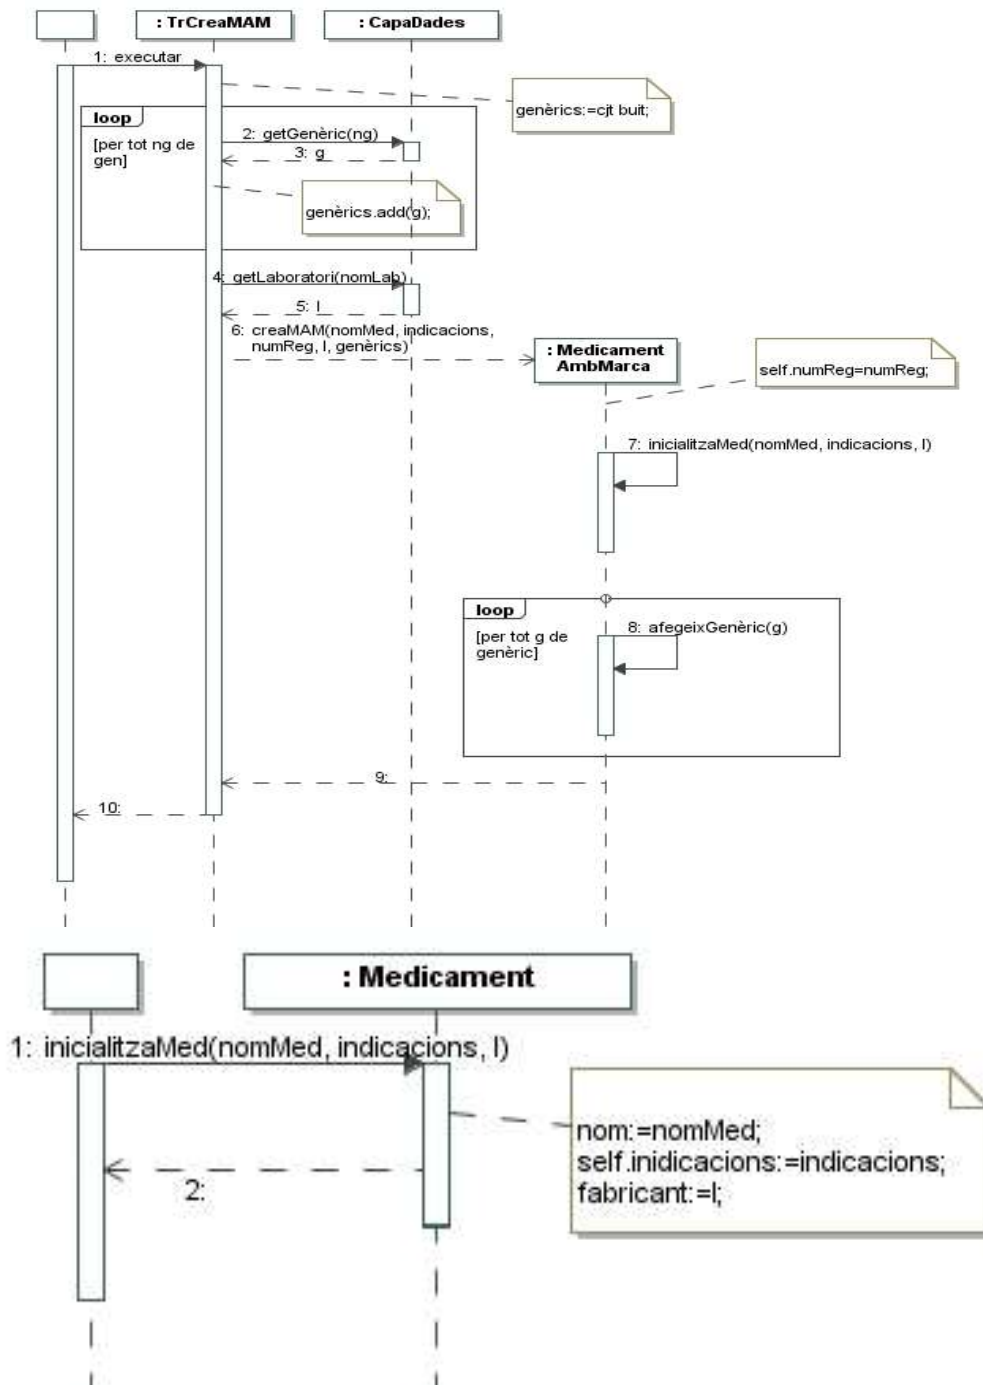 : TrCreaMAM
: CapaDades
1: executar
genèrics:=cjt buit;
loop
[per tot ng de
gen]
2: getGenèric(ng)
3: g
genèrics.add(g);
4: getLaboratori(nomLab)
5: l
6: creaMAM(nomMed, indicacions,
numReg, l, genèrics)
: Medicament
AmbMarca
self.numReg=numReg;
7: inicialitzaMed(nomMed, indicacions, l)
loop
[per tot g de
genèric]
8: afegeixGenèric(g)
9:
10:
: Medicament
1: inicialitzaMed(nomMed, indicacions, l)
nom:=nomMed;
self.inidicacions:=indicacions;
fabricant:=l;
2: